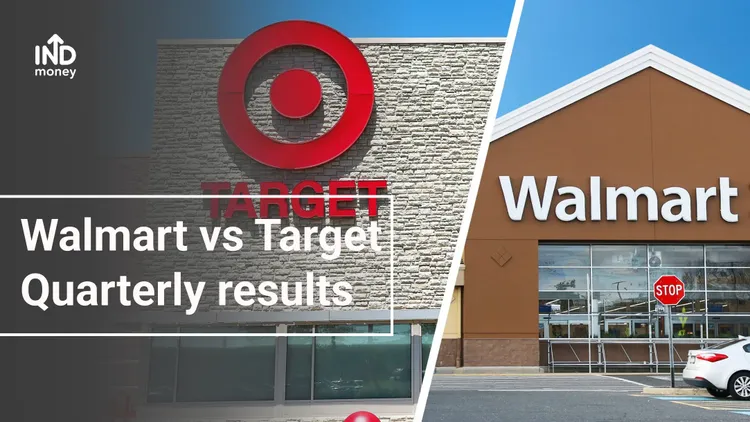 IND
money
TARGET
Walmart vs Target
Quarterly results
Walmart
STOP